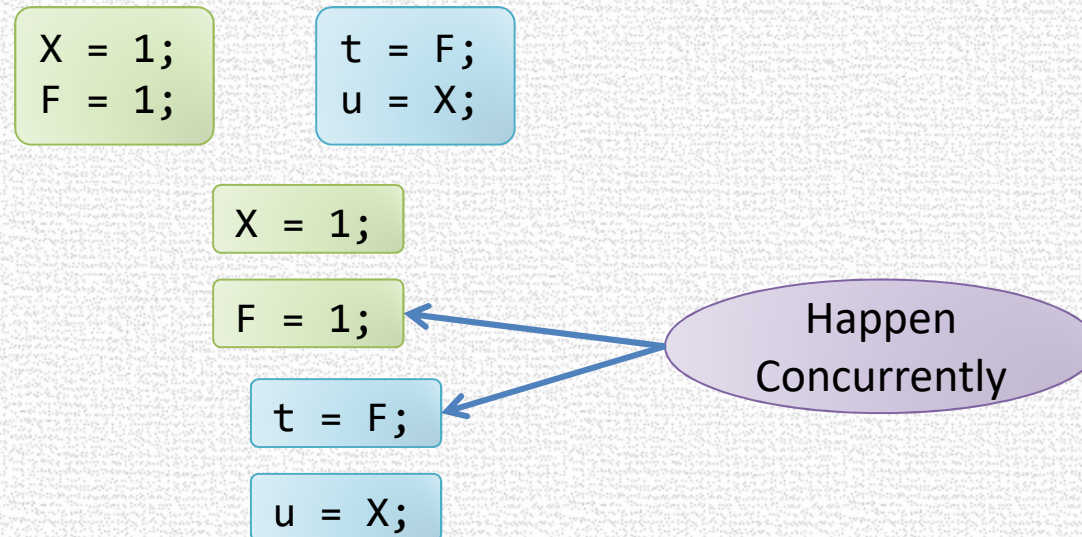 X = 1;
F = 1;
t = F;
u = X;
X = 1;
F = 1;
Happen
Concurrently
t = F;
u = X;